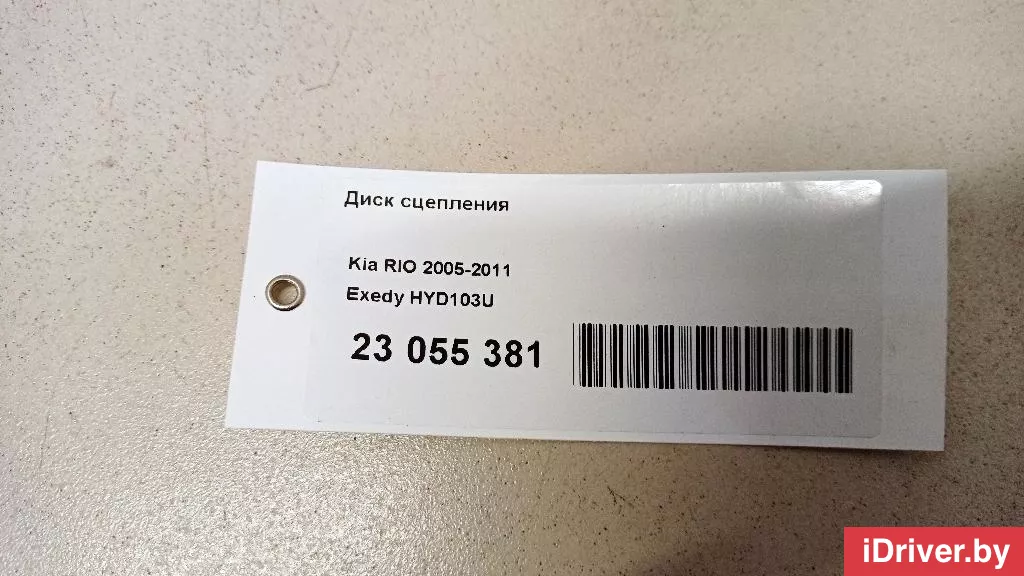 Диск сцепления
Kia RIO 2005-2011
Exedy HYD103U
23 055 381
iDriver.by